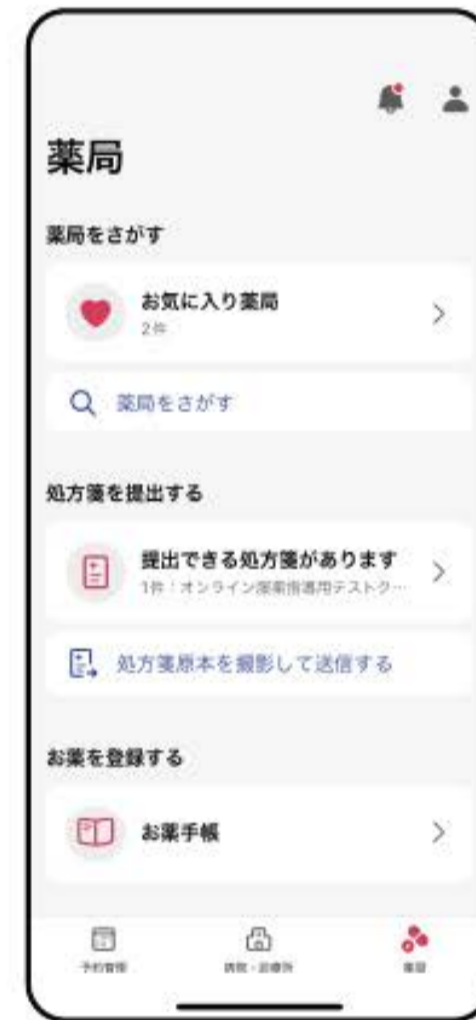 薬局
薬局をさがす
お気に入り薬局
2件
薬局をさがす
処方箋を提出する
提出できる処方箋があります
1件：オンライン服薬指導用テストク…
処方箋原本を撮影して送信する
お薬を登録する
お薬手帳
予約管理
病院・診療所
薬局